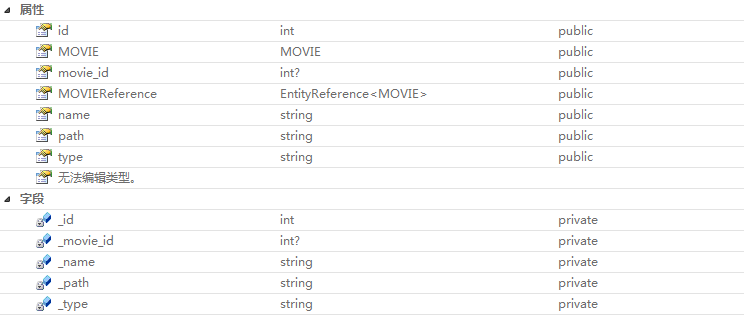 属性
id int public
MOVIE MOVIE public
movie_id int? public
MOVIEReference EntityReference<MOVIE> public
name string public
path string public
type string public
无法编辑类型。
字段
_id int private
_movie_id int? private
_name string private
_path string private
_type string private